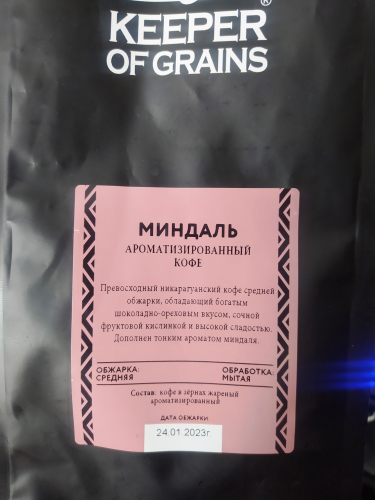 ®
KEEPER
OF GRAINS
МИНДАЛЬ
АРОМАТИЗИРОВАННЫЙ
КОФЕ
Превосходный никарагуанский кофе средней
обжарки, обладающий богатым
шоколадно-ореховым вкусом, сочной
фруктовой кислинкой и высокой сладостью.
Дополнен тонким ароматом миндаля.
ОБЖАРКА:
СРЕДНЯЯ
ОБРАБОТКА:
МЫТАЯ
Состав: кофе в зернах жареный
ароматизированный
ДАТА ОБЖАРКИ
24.01.2023г.